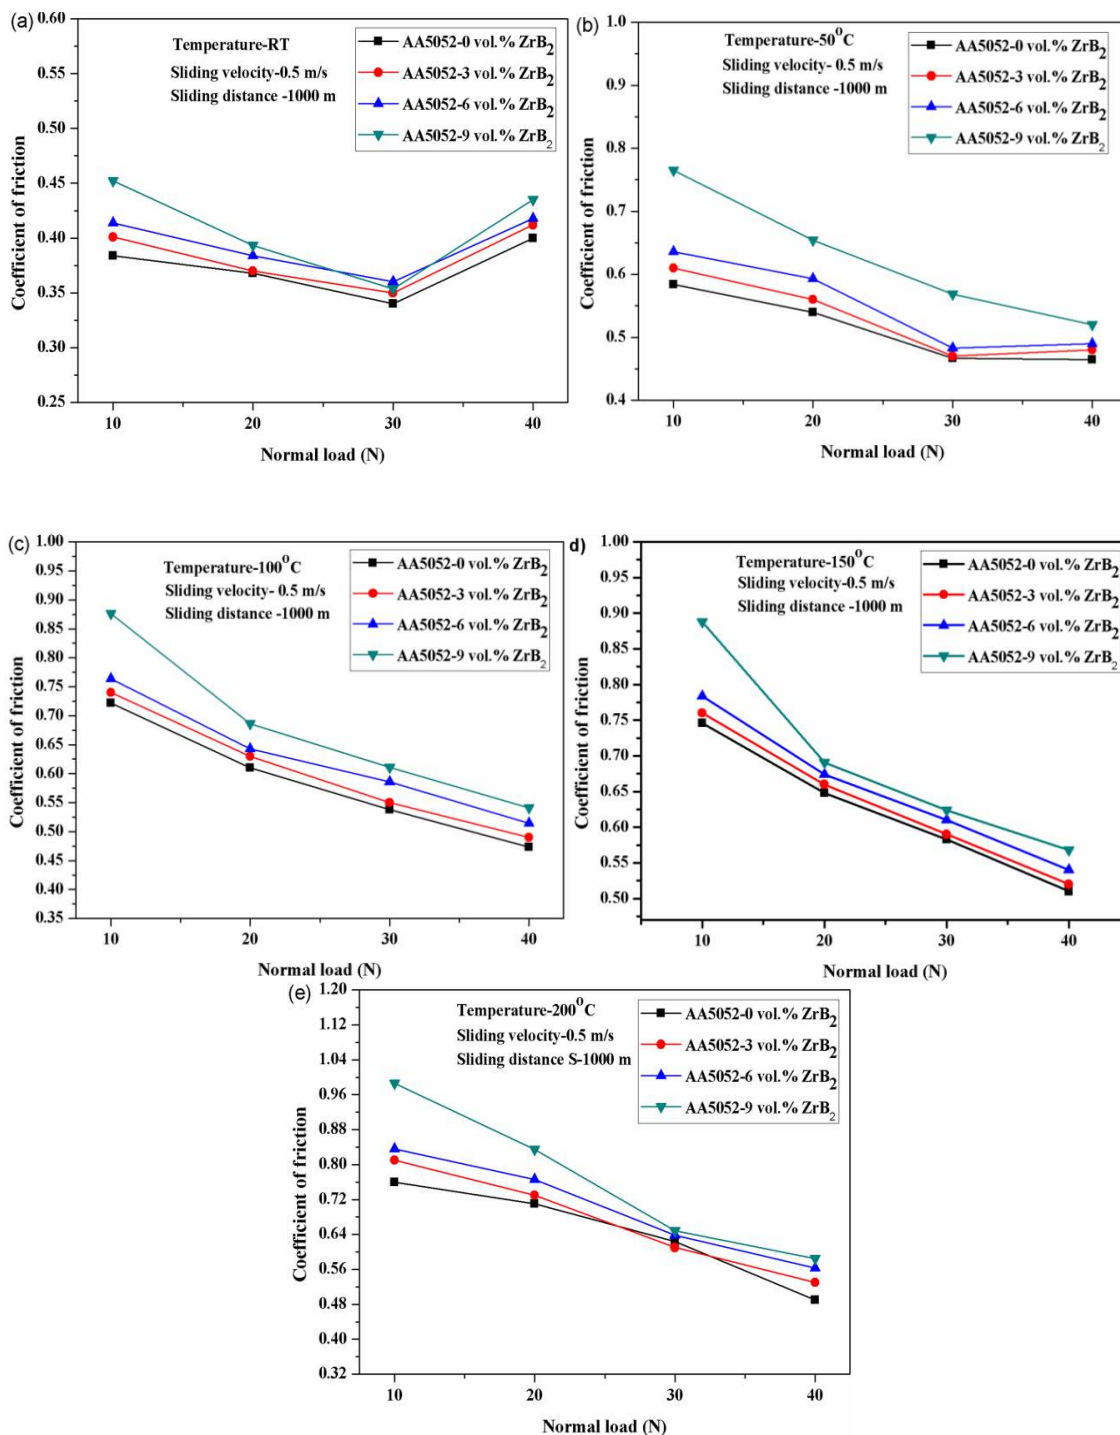 (a)
0.60
0.55
0.50
0.45
0.40
0.35
0.30
0.25
Coefficient of friction
Temperature-RT
Sliding velocity-0.5 m/s
Sliding distance -1000 m
AA5052-0 vol.% ZrB2
AA5052-3 vol.% ZrB2
AA5052-6 vol.% ZrB2
AA5052-9 vol.% ZrB2
10 20 30 40
Normal load (N)
(b)
1.0
0.9
0.8
0.7
0.6
0.5
0.4
Coefficient of friction
Temperature-50°C
Sliding velocity- 0.5 m/s
Sliding distance -1000 m
AA5052-0 vol.% ZrB2
AA5052-3 vol.% ZrB2
AA5052-6 vol.% ZrB2
AA5052-9 vol.% ZrB2
10 20 30 40
Normal load (N)
(c)
1.00
0.95
0.90
0.85
0.80
0.75
0.70
0.65
0.60
0.55
0.50
0.45
0.40
0.35
Coefficient of friction
Temperature-100°C
Sliding velocity- 0.5 m/s
Sliding distance- 1000 m
AA5052-0 vol.% ZrB2
AA5052-3 vol.% ZrB2
AA5052-6 vol.% ZrB2
AA5052-9 vol.% ZrB2
10 20 30 40
Normal load (N)
d)
1.00
0.95
0.90
0.85
0.80
0.75
0.70
0.65
0.60
0.55
0.50
Coefficient of friction
Temperature-150°C
Sliding velocity-0.5 m/s
Sliding distance -1000 m
AA5052-0 vol.% ZrB2
AA5052-3 vol.% ZrB2
AA5052-6 vol.% ZrB2
AA5052-9 vol.% ZrB2
10 20 30 40
Normal load (N)
(e)
1.20
1.12
1.04
0.96
0.88
0.80
0.72
0.64
0.56
0.48
0.40
0.32
Coefficient of friction
Temperature-200°C
Sliding velocity-0.5 m/s
Sliding distance S-1000 m
AA5052-0 vol.% ZrB2
AA5052-3 vol.% ZrB2
AA5052-6 vol.% ZrB2
AA5052-9 vol.% ZrB2
10 20 30 40
Normal load (N)